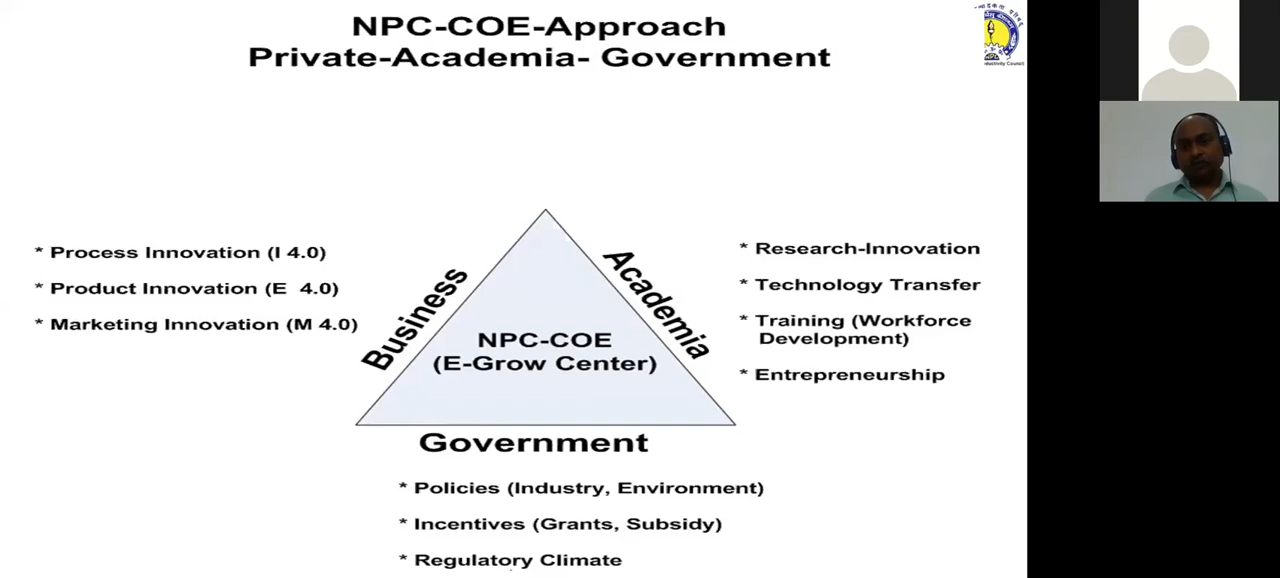 NPC-COE-Approach
Private-Academia- Government
* Process Innovation (I 4.0)
* Product Innovation (E 4.0)
* Marketing Innovation (M 4.0)
Business
Academia
NPC-COE
(E-Grow Center)
* Research-Innovation
* Technology Transfer
* Training (Workforce
Development)
* Entrepreneurship
Government
* Policies (Industry, Environment)
* Incentives (Grants, Subsidy)
* Regulatory Climate